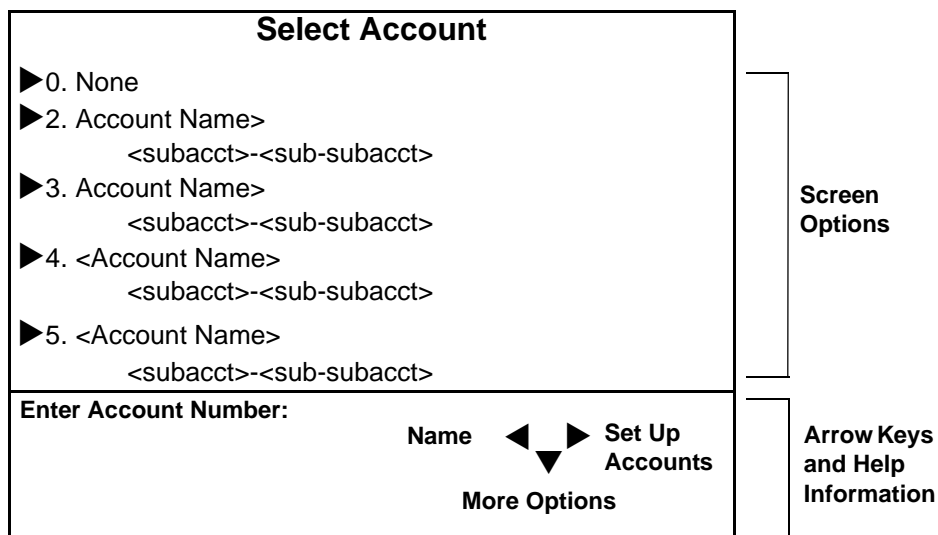 Select Account
▶0. None
▶2. Account Name>
<subacct>-<sub-subacct>
▶3. Account Name>
<subacct>-<sub-subacct>
▶4. <Account Name>
<subacct>-<sub-subacct>
▶5. <Account Name>
<subacct>-<sub-subacct>
Screen
Options
Enter Account Number:
Name ◀ ▶ Set Up
Accounts
▼
More Options
Arrow Keys
and Help
Information